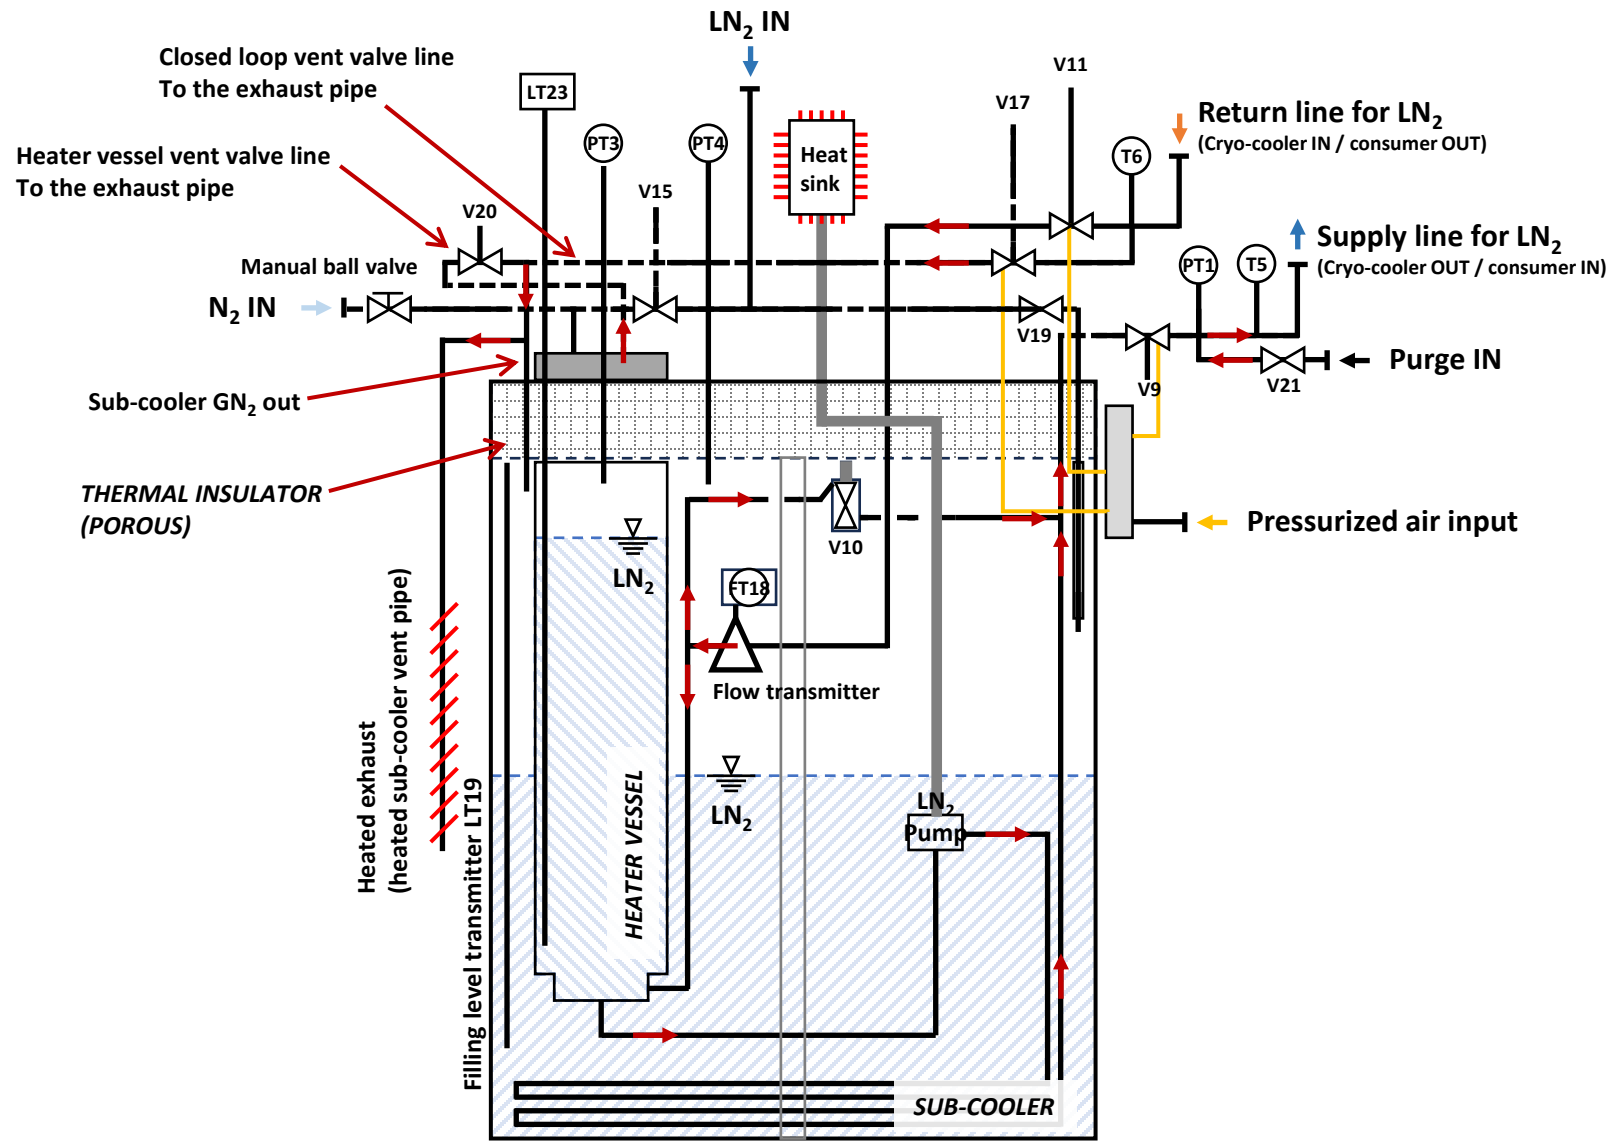 LN2 IN
Closed loop vent valve line
To the exhaust pipe
V11
LT23
V17
Return line for LN2
(Cryo-cooler IN / consumer OUT)
PT3
PT4
Heat
sink
T6
Heater vessel vent valve line
To the exhaust pipe
V15
V20
Supply line for LN2
(Cryo-cooler OUT / consumer IN)
PT1
T5
Manual ball valve
N2 IN
V19
Purge IN
V9
V21
Sub-cooler GN2 out
THERMAL INSULATOR
(POROUS)
Pressurized air input
V10
LN2
FT18
Flow transmitter
Heated exhaust
(heated sub-cooler vent pipe)
Filling level transmitter LT19
HEATER VESSEL
LN2
LN2
Pump
SUB-COOLER